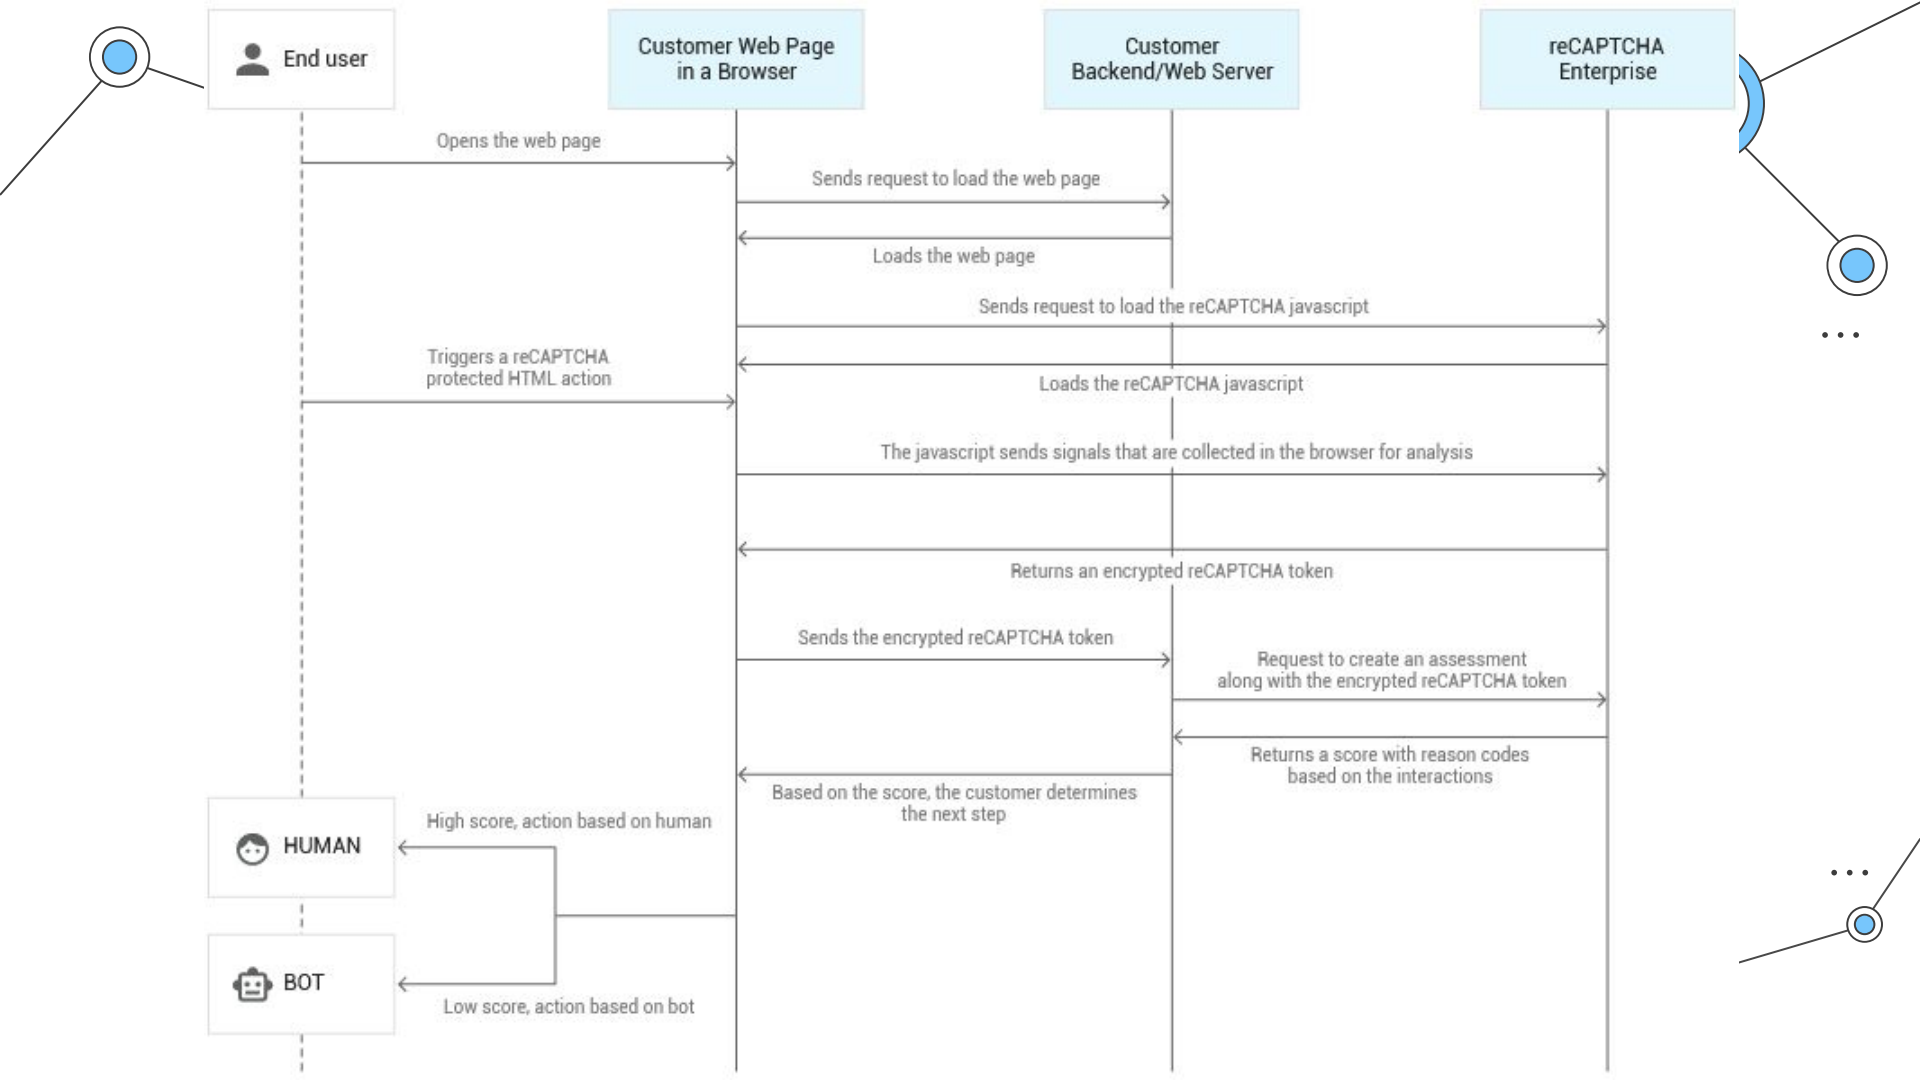 End user
Customer Web Page
in a Browser
Customer
Backend/Web Server
reCAPTCHA
Enterprise
Opens the web page
Sends request to load the web page
Loads the web page
Sends request to load the reCAPTCHA javascript
Triggers a reCAPTCHA
protected HTML action
Loads the reCAPTCHA javascript
The javascript sends signals that are collected in the browser for analysis
Returns an encrypted reCAPTCHA token
Sends the encrypted reCAPTCHA token
Request to create an assessment
along with the encrypted reCAPTCHA token
Returns a score with reason codes
based on the interactions
Based on the score, the customer determines
the next step
High score, action based on human
HUMAN
BOT
Low score, action based on bot